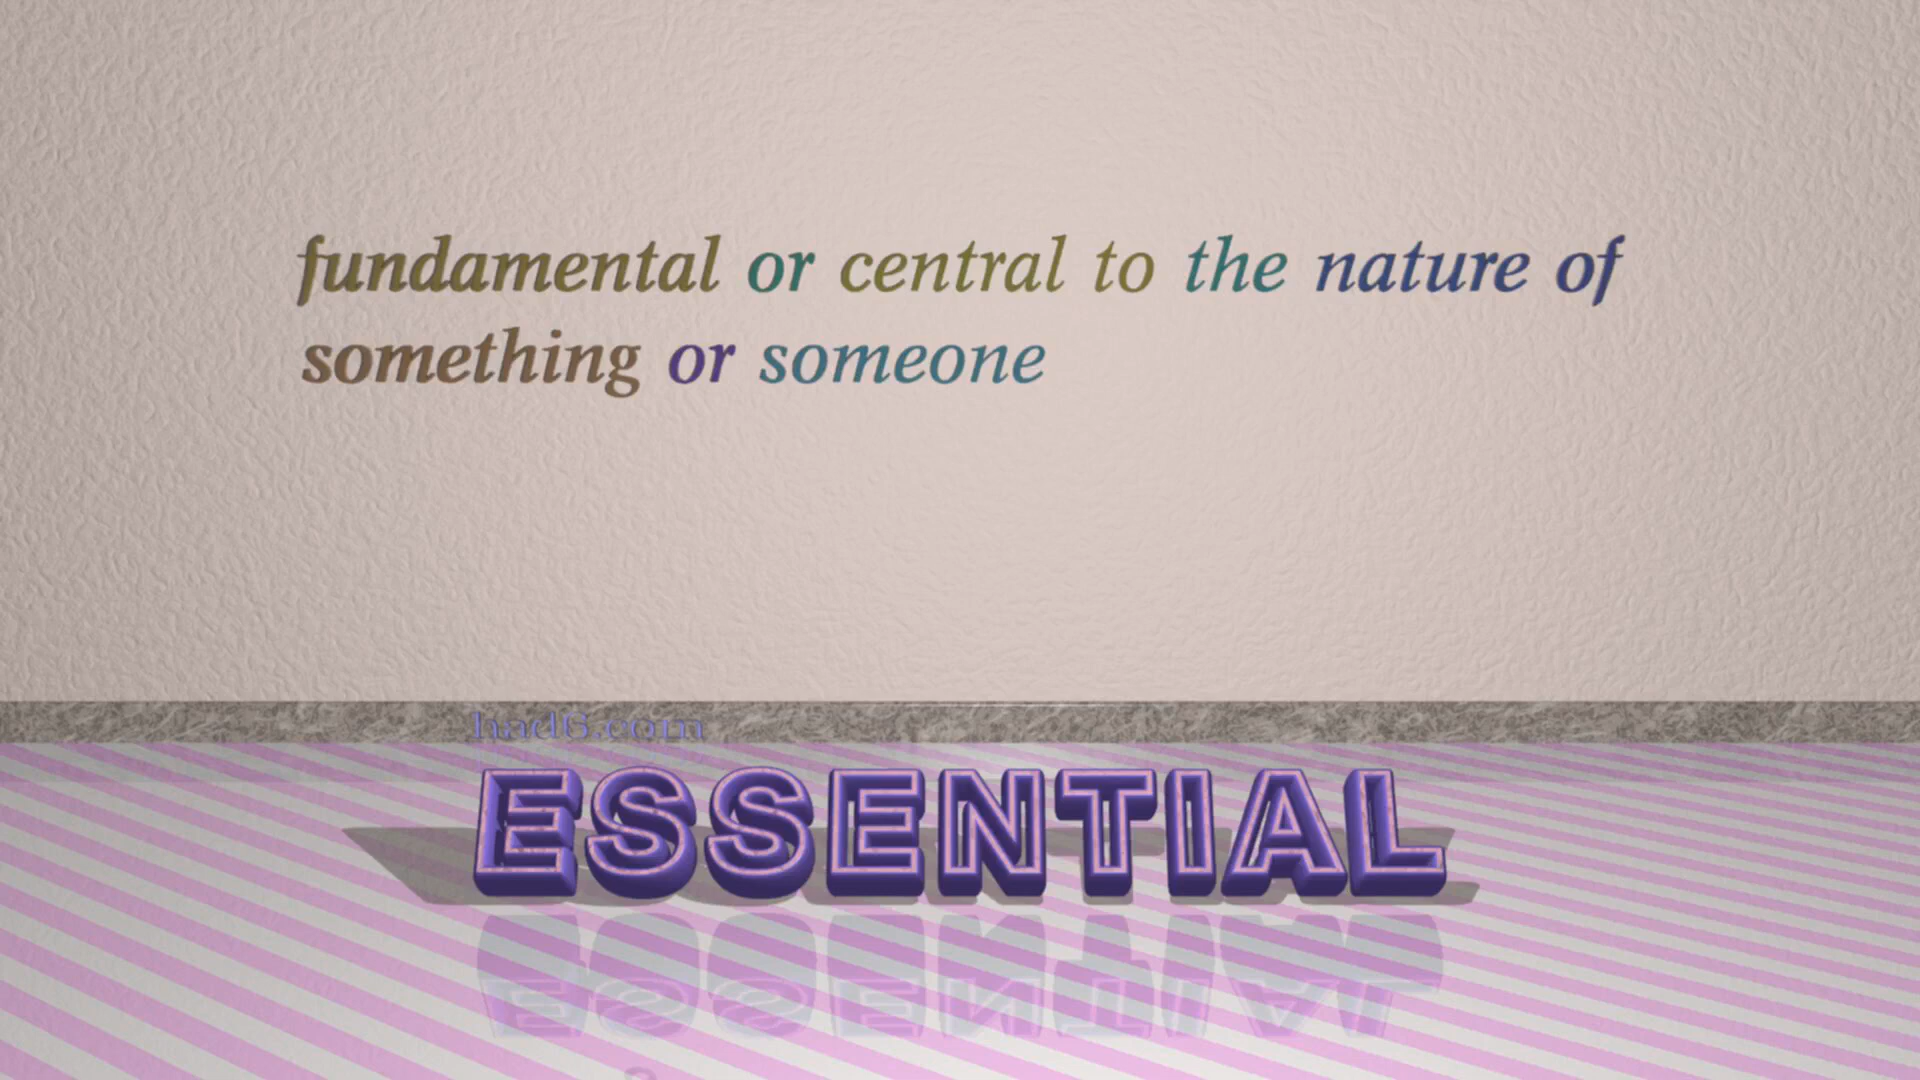 fundamental or central to the nature of
something or someone
had6.com
ESSENTIAL